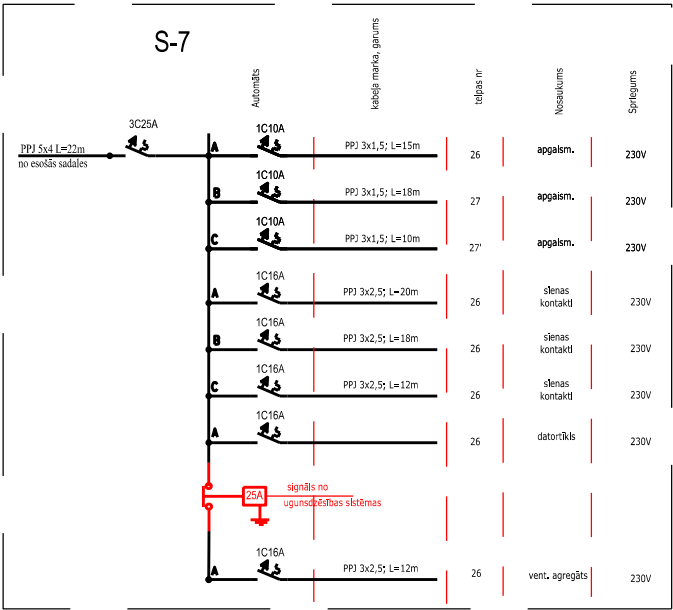 S-7
Automāts
kabeļa marka, garums
telpas nr
Nosaukums
Spriegums
PPJ 5x4 L=22m
no esošās sadales
3C25A
A 1C10A PPJ 3x1,5; L=15m 26 apgaism. 230V
B 1C10A PPJ 3x1,5; L=18m 27 apgaism. 230V
C 1C10A PPJ 3x1,5; L=10m 27' apgaism. 230V
A 1C16A PPJ 3x2,5; L=20m 26 sienas kontakti 230V
B 1C16A PPJ 3x2,5; L=18m 26 sienas kontakti 230V
C 1C16A PPJ 3x2,5; L=12m 26 sienas kontakti 230V
A 1C16A 26 datortīkls 230V
25A
signāls no
ugunsdzēsības sistēmas
A 1C16A PPJ 3x2,5; L=12m 26 vent. agregāts 230V